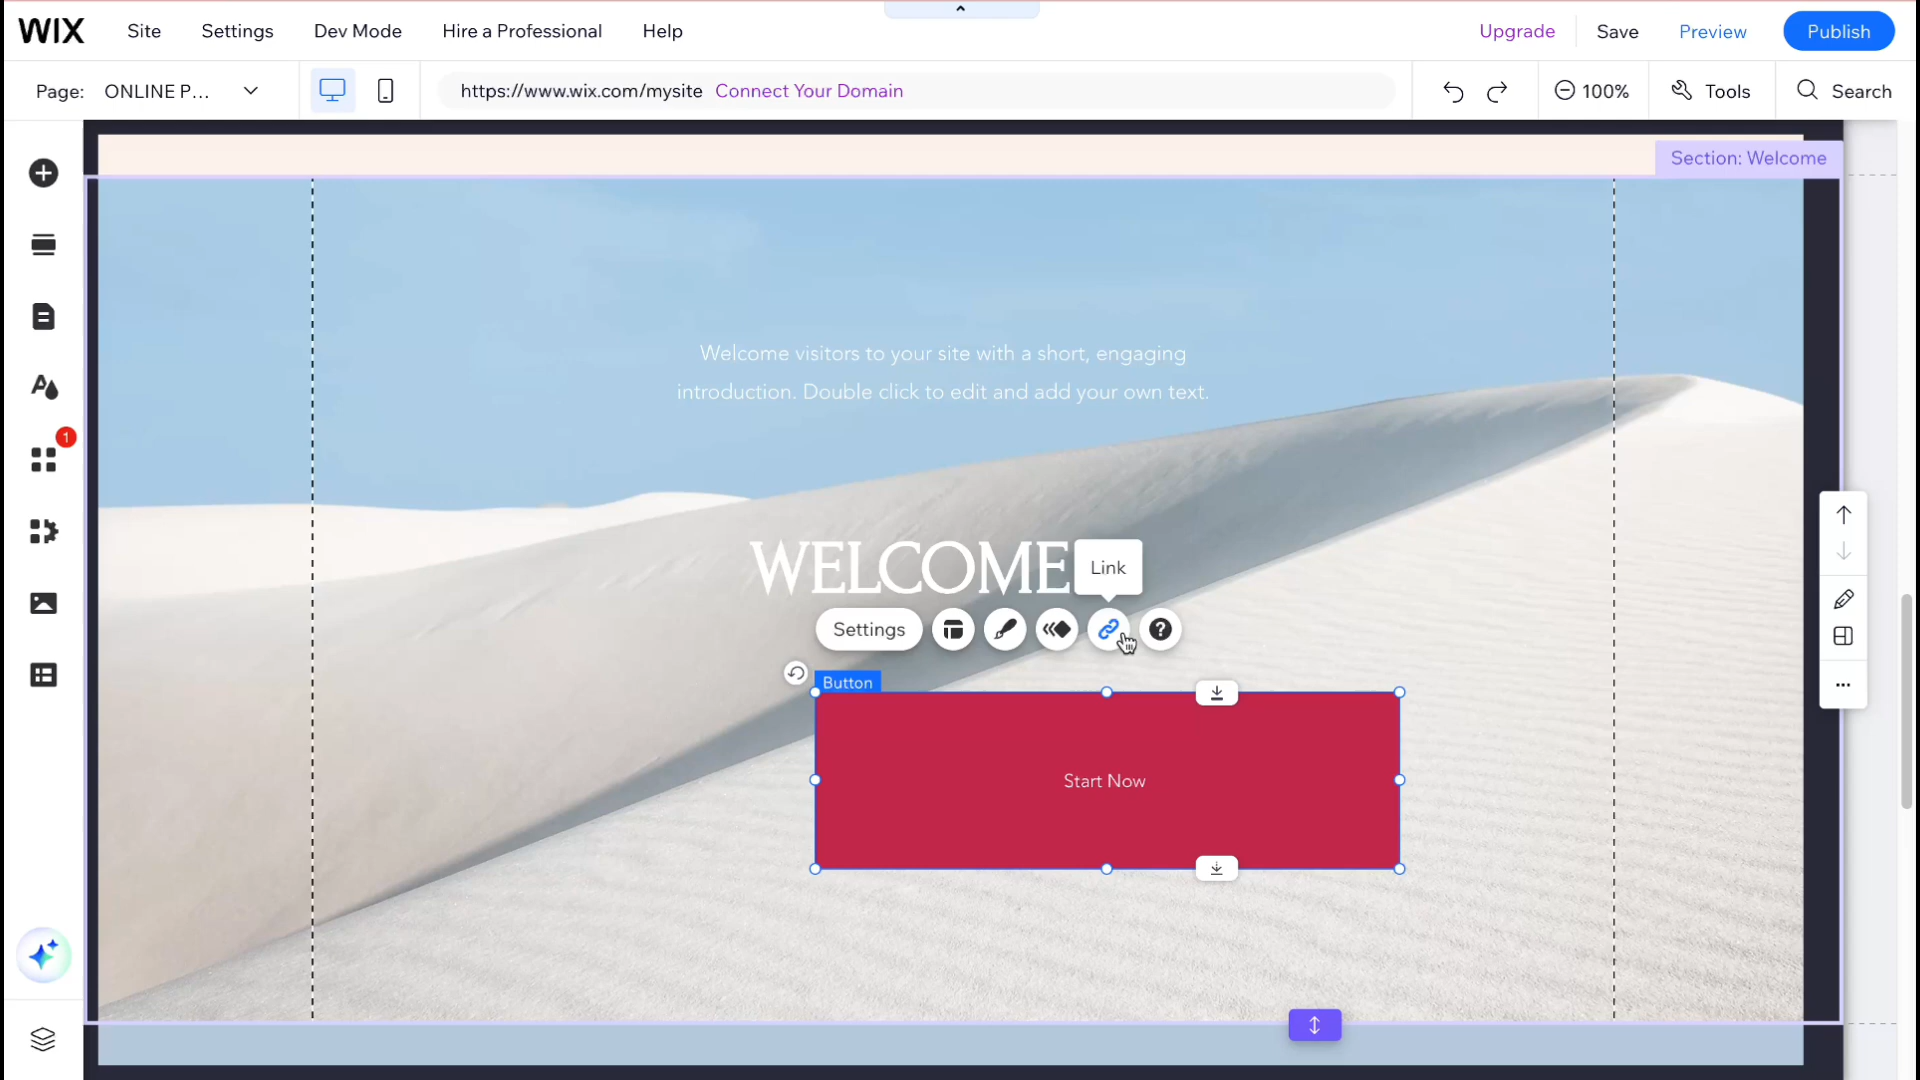 WIX Site Settings Dev Mode Hire a Professional Help Upgrade Save Preview Publish
Page: ONLINE P... https://www.wix.com/mysite Connect Your Domain 100% Tools Search
Section: Welcome
Welcome visitors to your site with a short, engaging
introduction. Double click to edit and add your own text.
1
WELCOME
Link
Settings
Button
Start Now